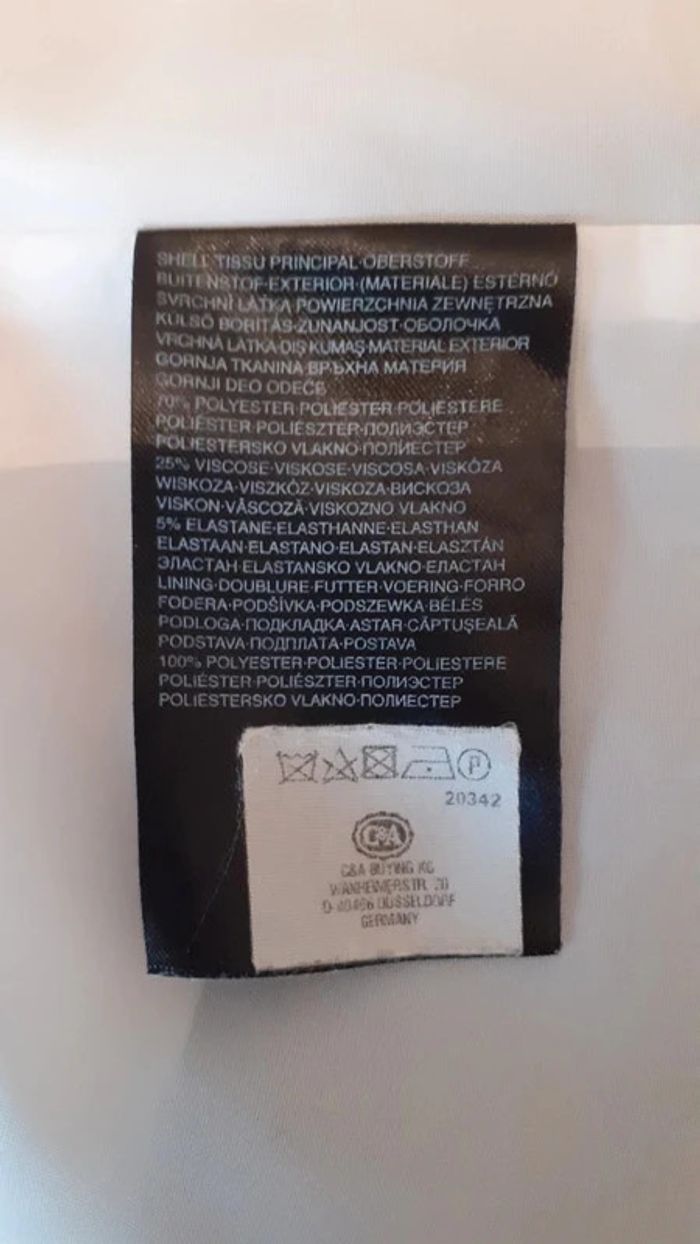 SHELL·TISSU PRINCIPAL·OBERSTOFF
BUITENSTOF·EXTERIOR·(MATERIALE) ESTERNO
SVRCHNÍ LÁTKA·POWIERZCHNIA ZEWNĘTRZNA
KÜLSŐ BORÍTÁS·ZUNANJOST·ОБОЛОЧКА
VRCHNÁ LÁTKA·DIŞ KUMAŞ·MATERIAL EXTERIOR
GORNJA TKANINA·ВРЪХНА МАТЕРИЯ
GORNJI DEO ODEĆE
70% POLYESTER·POLIESTER·POLIESTERE
POLIÉSTER·POLIÉSZTER·ПОЛИЭСТЕР
POLIESTERSKO VLAKNO·ПОЛИЕСТЕР
25% VISCOSE·VISKOSE·VISCOSA·VISKÓZA
WISKOZA·VISZKÓZ·VISKOZA·ВИСКОЗА
VISKON·VÂSCOZĂ·VISKOZNO VLAKNO
5% ELASTANE·ELASTHANNE·ELASTHAN
ELASTAAN·ELASTANO·ELASTAN·ELASZTÁN
ЭЛАСТАН·ELASTANSKO VLAKNO·ЕЛАСТАН
LINING·DOUBLURE·FUTTER·VOERING·FORRO
FODERA·PODŠÍVKA·PODSZEWKA·BÉLÉS
PODLOGA·ПОДКЛАДКА·ASTAR·CĂPTUŞEALĂ
PODSTAVA·ПОДПЛАТА·POSTAVA
100% POLYESTER·POLIESTER·POLIESTERE
POLIÉSTER·POLIÉSZTER·ПОЛИЭСТЕР
POLIESTERSKO VLAKNO·ПОЛИЕСТЕР
P
20342
C&A
C&A BUYING KG
WANHEIMERSTR. 70
D-40468 DÜSSELDORF
GERMANY